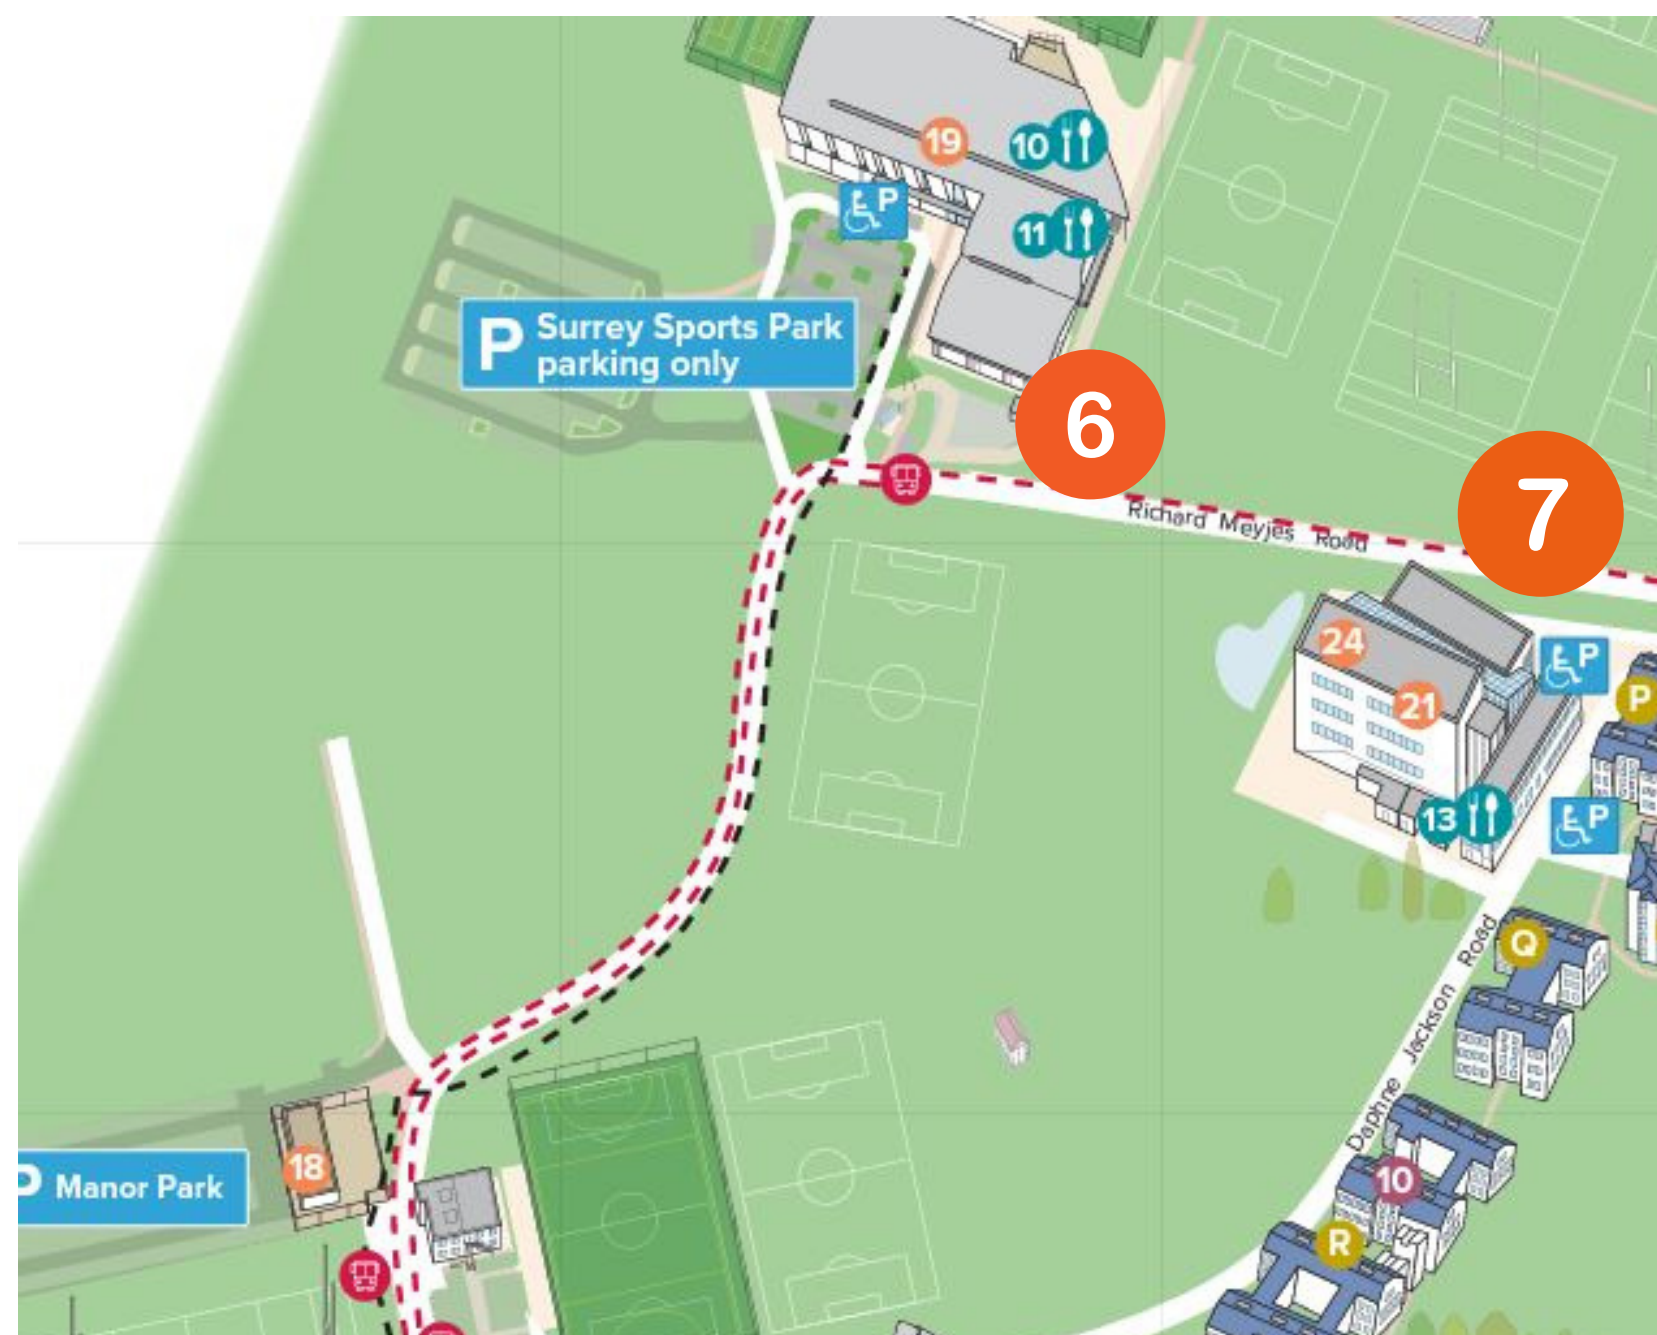 19
10
P
11
P Surrey Sports Park
parking only
6
7
Richard Meyjes Road
24
P
21
P
13
P
Q
Daphne Jackson Road
18
10
P Manor Park
R